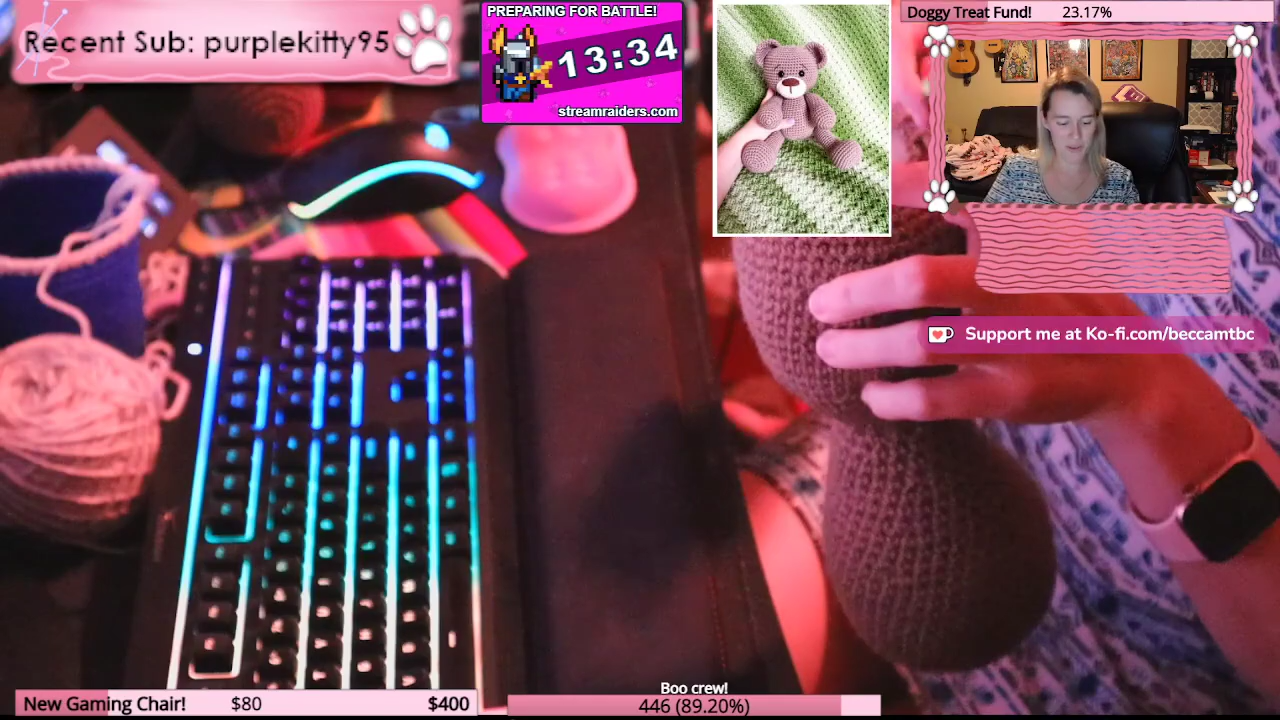 Recent Sub: purplekitty95
PREPARING FOR BATTLE!
13:34
streamraiders.com
Doggy Treat Fund! 23.17%
Support me at Ko-fi.com/beccamtbc
New Gaming Chair! $80 $400
Boo crew!
446 (89.20%)